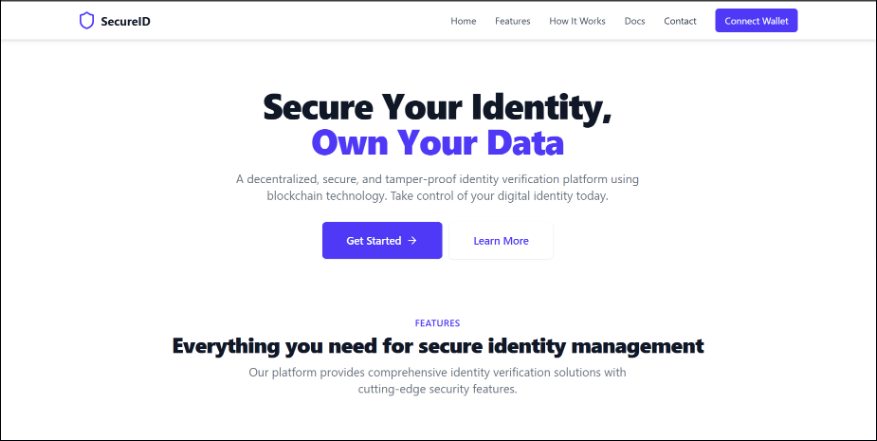 SecureID
Home
Features
How It Works
Docs
Contact
Connect Wallet
Secure Your Identity,
Own Your Data
A decentralized, secure, and tamper-proof identity verification platform using
blockchain technology. Take control of your digital identity today.
Get Started →
Learn More
FEATURES
Everything you need for secure identity management
Our platform provides comprehensive identity verification solutions with
cutting-edge security features.